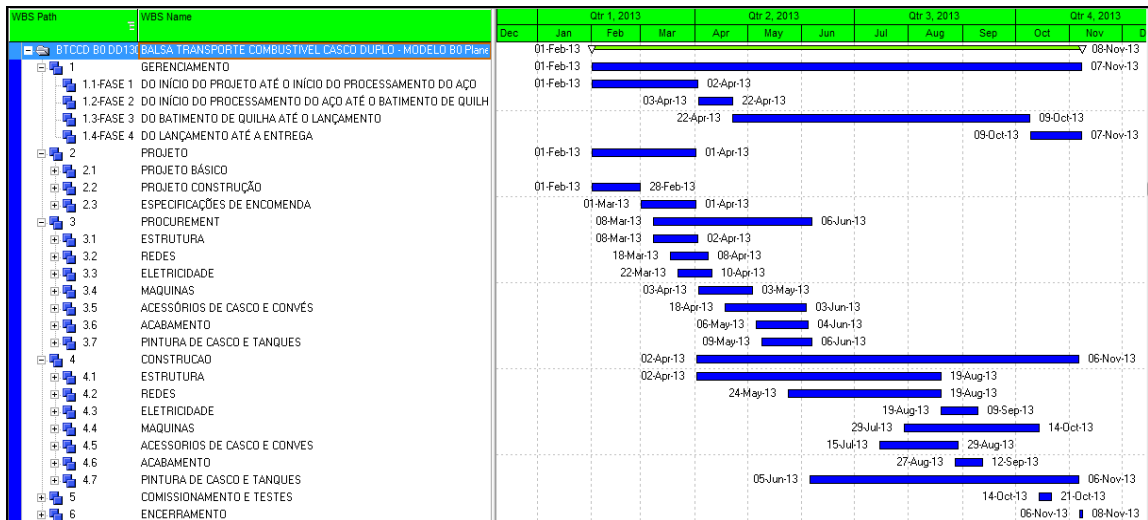 WBS Path WBS Name Qtr 1, 2013 Qtr 2, 2013 Qtr 3, 2013 Qtr 4, 2013
Dec Jan Feb Mar Apr May Jun Jul Aug Sep Oct Nov D
BTCCD B0 DD130 BALSA TRANSPORTE COMBUSTIVEL CASCO DUPLO - MODELO B0 Plane 01-Feb-13 08-Nov-13
1 GERENCIAMENTO 01-Feb-13 07-Nov-13
1.1-FASE 1 DO INÍCIO DO PROJETO ATÉ O INÍCIO DO PROCESSAMENTO DO AÇO 01-Feb-13 02-Apr-13
1.2-FASE 2 DO INÍCIO DO PROCESSAMENTO DO AÇO ATÉ O BATIMENTO DE QUILH 03-Apr-13 22-Apr-13
1.3-FASE 3 DO BATIMENTO DE QUILHA ATÉ O LANÇAMENTO 22-Apr-13 09-Oct-13
1.4-FASE 4 DO LANÇAMENTO ATÉ A ENTREGA 09-Oct-13 07-Nov-13
2 PROJETO 01-Feb-13 01-Apr-13
2.1 PROJETO BÁSICO
2.2 PROJETO CONSTRUÇÃO 01-Feb-13 28-Feb-13
2.3 ESPECIFICAÇÕES DE ENCOMENDA 01-Mar-13 01-Apr-13
3 PROCUREMENT 08-Mar-13 06-Jun-13
3.1 ESTRUTURA 08-Mar-13 02-Apr-13
3.2 REDES 18-Mar-13 08-Apr-13
3.3 ELETRICIDADE 22-Mar-13 10-Apr-13
3.4 MAQUINAS 03-Apr-13 03-May-13
3.5 ACESSÓRIOS DE CASCO E CONVÉS 18-Apr-13 03-Jun-13
3.6 ACABAMENTO 06-May-13 04-Jun-13
3.7 PINTURA DE CASCO E TANQUES 09-May-13 06-Jun-13
4 CONSTRUCAO 02-Apr-13 06-Nov-13
4.1 ESTRUTURA 02-Apr-13 19-Aug-13
4.2 REDES 24-May-13 19-Aug-13
4.3 ELETRICIDADE 19-Aug-13 09-Sep-13
4.4 MAQUINAS 29-Jul-13 14-Oct-13
4.5 ACESSORIOS DE CASCO E CONVES 15-Jul-13 29-Aug-13
4.6 ACABAMENTO 27-Aug-13 12-Sep-13
4.7 PINTURA DE CASCO E TANQUES 05-Jun-13 06-Nov-13
5 COMISSIONAMENTO E TESTES 14-Oct-13 21-Oct-13
6 ENCERRAMENTO 06-Nov-13 08-Nov-13